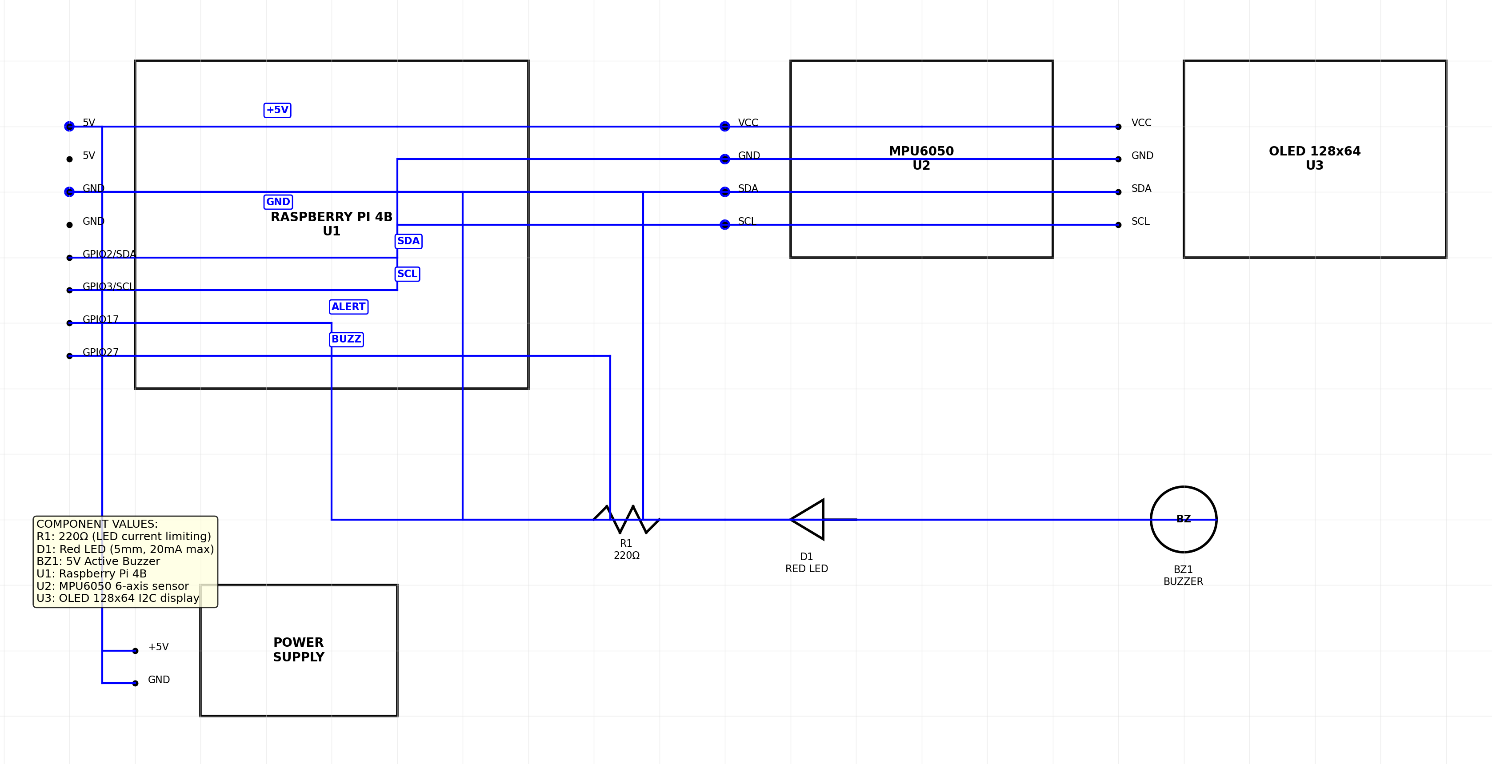 +5V
5V
5V
GND
GND
GPIO2/SDA
GPIO3/SCL
GPIO17
GPIO27
GND
RASPBERRY PI 4B
U1
SDA
SCL
ALERT
BUZZ
VCC
GND
SDA
SCL
MPU6050
U2
VCC
GND
SDA
SCL
OLED 128x64
U3
R1
220Ω
D1
RED LED
BZ
BZ1
BUZZER
COMPONENT VALUES:
R1: 220Ω (LED current limiting)
D1: Red LED (5mm, 20mA max)
BZ1: 5V Active Buzzer
U1: Raspberry Pi 4B
U2: MPU6050 6-axis sensor
U3: OLED 128x64 I2C display
+5V
GND
POWER
SUPPLY